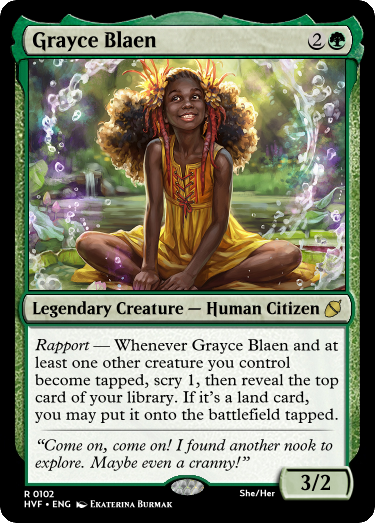 Grayce Blaen 2
Legendary Creature — Human Citizen
Rapport — Whenever Grayce Blaen and at
least one other creature you control
become tapped, scry 1, then reveal the top
card of your library. If it's a land card,
you may put it onto the battlefield tapped.
“Come on, come on! I found another nook to
explore. Maybe even a cranny!”
3/2
R 0102 She/Her
HVF • ENG Ekaterina Burmak